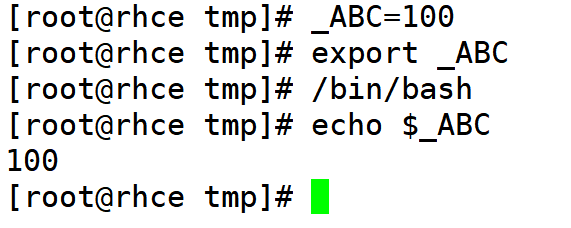 [root@rhce tmp]# _ABC=100
[root@rhce tmp]# export _ABC
[root@rhce tmp]# /bin/bash
[root@rhce tmp]# echo $_ABC
100
[root@rhce tmp]#